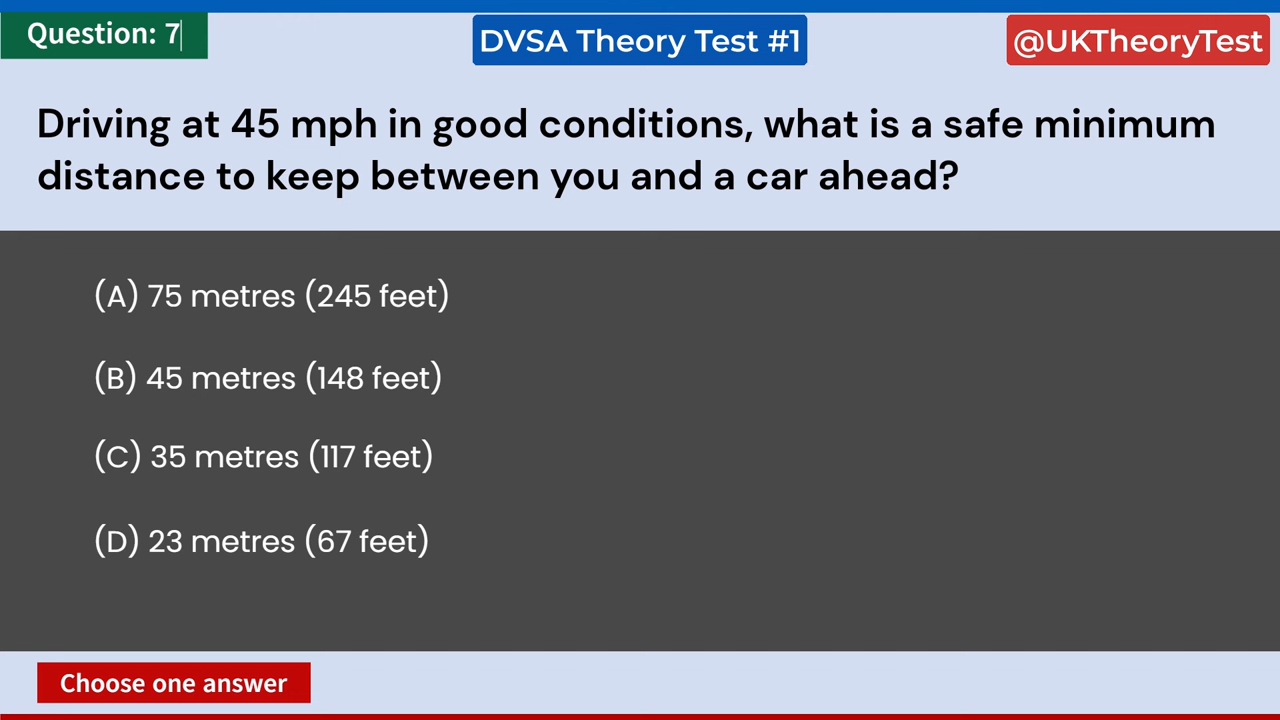 Question: 7
DVSA Theory Test #1
@UKTheoryTest
Driving at 45 mph in good conditions, what is a safe minimum
distance to keep between you and a car ahead?
(A) 75 metres (245 feet)
(B) 45 metres (148 feet)
(C) 35 metres (117 feet)
(D) 23 metres (67 feet)
Choose one answer